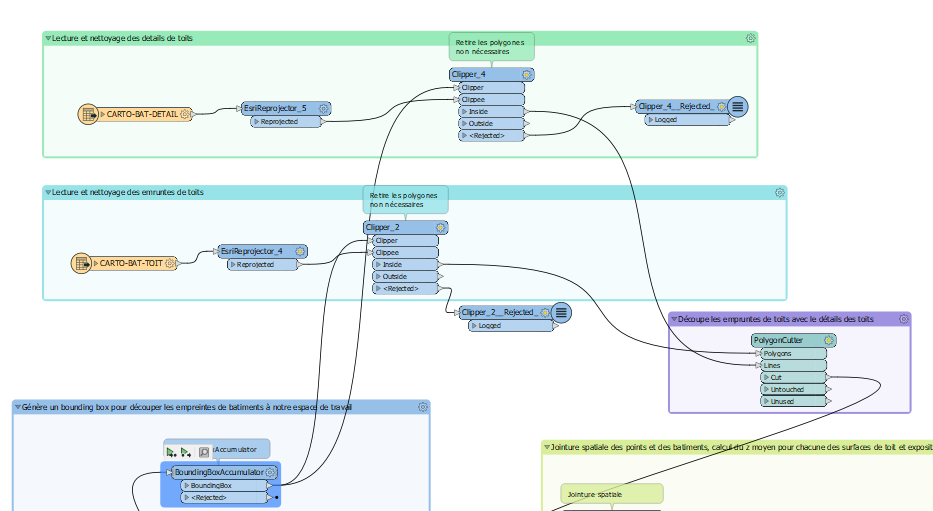 Lecture et nettoyage des details de toits
Retire les polygones
non nécessaires
Clipper_4
Clipper
Clippee
Inside
Outside
<Rejected>
CARTO-BAT-DETAIL
EsriReprojector_5
Reprojected
Clipper_4__Rejected_
Logged
Lecture et nettoyage des emruntes de toits
Retire les polygones
non nécessaires
Clipper_2
Clipper
Clippee
Inside
Outside
<Rejected>
CARTO-BAT-TOIT
EsriReprojector_4
Reprojected
Clipper_2__Rejected_
Logged
Découpe les empruntes de toits avec le détails des toits
PolygonCutter
Polygons
Lines
Cut
Untouched
Unused
Génère un bounding box pour découper les empreintes de batiments à notre espace de travail
Accumulator
BoundingBoxAccumulator
BoundingBox
<Rejected>
Jointure spatiale des points et des batiments, calcul du z moyen pour chacune des surfaces de toit et exposit
Jointure spatiale